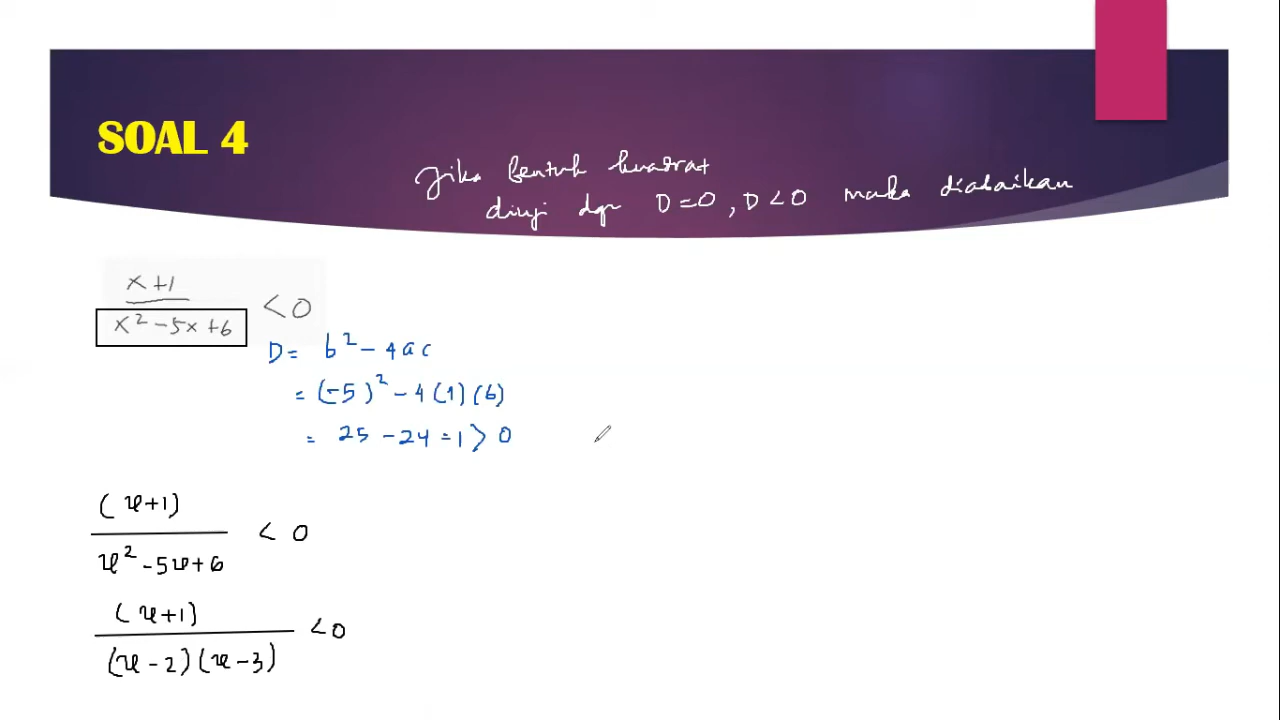 SOAL 4
Jika bentuk kuadrat
diuji dgn D=0, D<0 maka diabaikan
x+1
x² -5x+6
<0
D= b² - 4ac
= (-5)² - 4(1)(6)
= 25 - 24 = 1 > 0
(x+1)
x² -5x+6
< 0
(x+1)
(x-2)(x-3)
<0